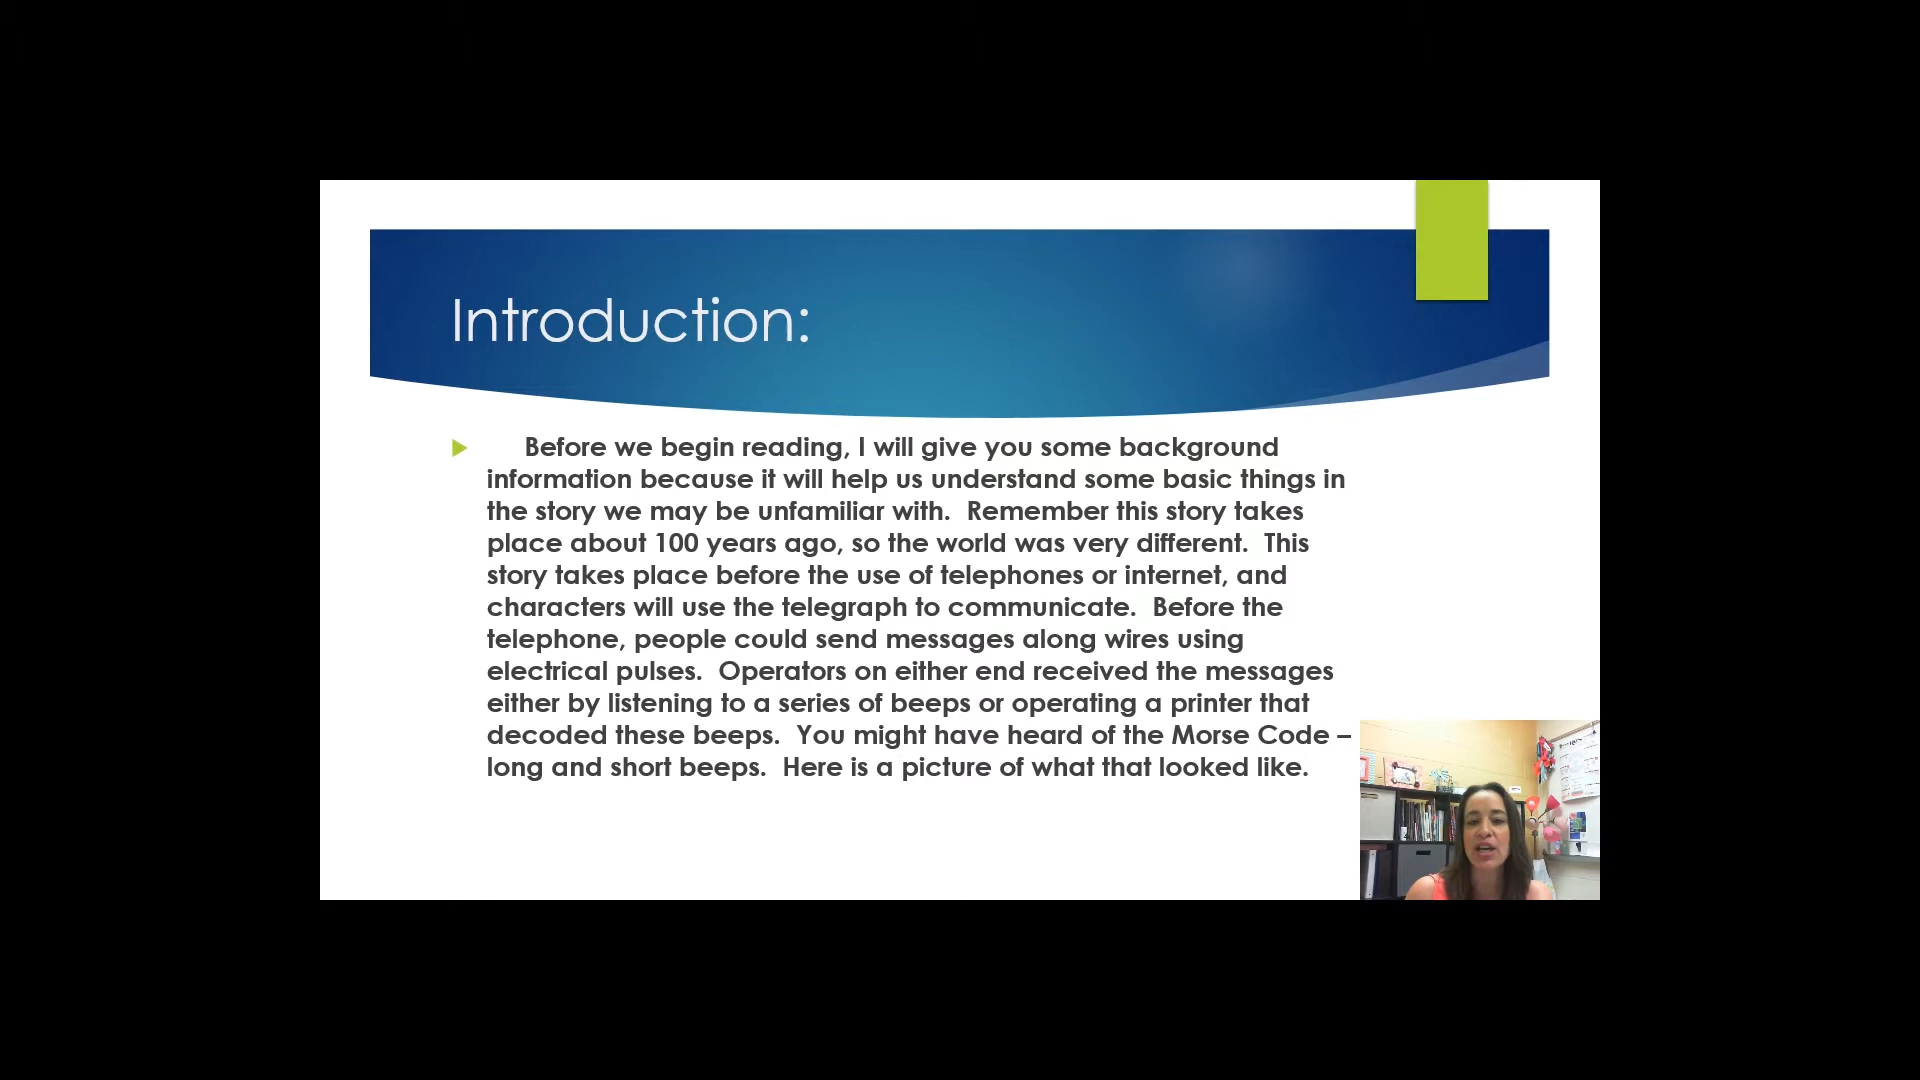 Introduction:
Before we begin reading, I will give you some background
information because it will help us understand some basic things in
the story we may be unfamiliar with.  Remember this story takes
place about 100 years ago, so the world was very different.  This
story takes place before the use of telephones or internet, and
characters will use the telegraph to communicate.  Before the
telephone, people could send messages along wires using
electrical pulses.  Operators on either end received the messages
either by listening to a series of beeps or operating a printer that
decoded these beeps.  You might have heard of the Morse Code –
long and short beeps.  Here is a picture of what that looked like.